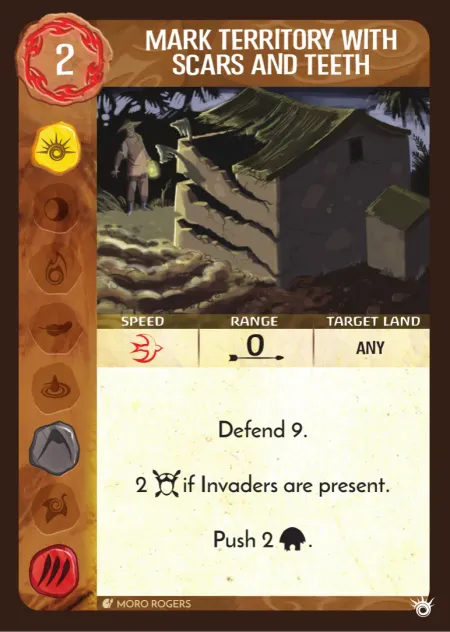 2
MARK TERRITORY WITH
SCARS AND TEETH
SPEED RANGE TARGET LAND
0 ANY
Defend 9.
2 if Invaders are present.
Push 2 .
MORO ROGERS